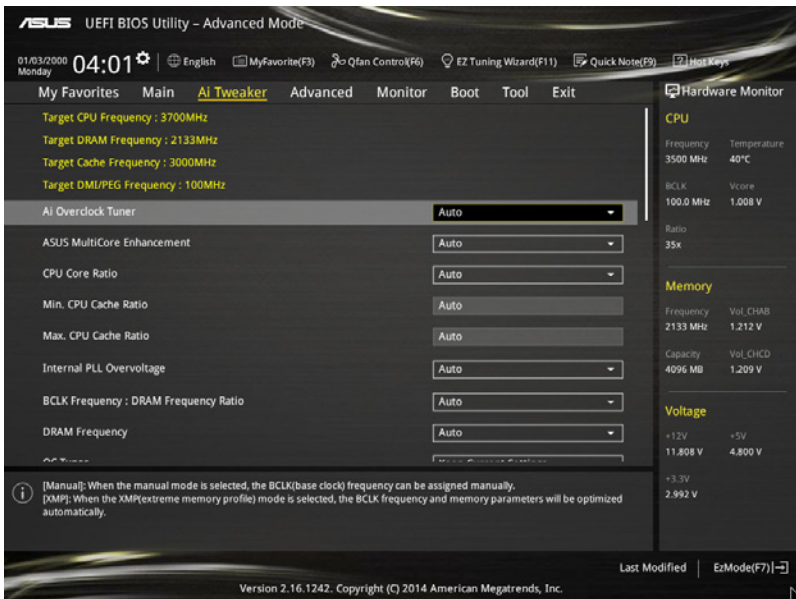 ASUS UEFI BIOS Utility – Advanced Mode
01/03/2000 Monday 04:01 English MyFavorite(F3) Qfan Control(F6) EZ Tuning Wizard(F11) Quick Note(F9) Hot Keys
My Favorites Main Ai Tweaker Advanced Monitor Boot Tool Exit
Target CPU Frequency : 3700MHz
Target DRAM Frequency : 2133MHz
Target Cache Frequency : 3000MHz
Target DMI/PEG Frequency : 100MHz
Ai Overclock Tuner Auto
ASUS MultiCore Enhancement Auto
CPU Core Ratio Auto
Min. CPU Cache Ratio Auto
Max. CPU Cache Ratio Auto
Internal PLL Overvoltage Auto
BCLK Frequency : DRAM Frequency Ratio Auto
DRAM Frequency Auto
[Manual]: When the manual mode is selected, the BCLK(base clock) frequency can be assigned manually.
[XMP]: When the XMP(extreme memory profile) mode is selected, the BCLK frequency and memory parameters will be optimized
automatically.
Hardware Monitor
CPU
Frequency Temperature
3500 MHz 40°C
BCLK Vcore
100.0 MHz 1.008 V
Ratio
35x
Memory
Frequency Vol_CHAB
2133 MHz 1.212 V
Capacity Vol_CHCD
4096 MB 1.209 V
Voltage
+12V +5V
11.808 V 4.800 V
+3.3V
2.992 V
Last Modified EzMode(F7)
Version 2.16.1242. Copyright (C) 2014 American Megatrends, Inc.